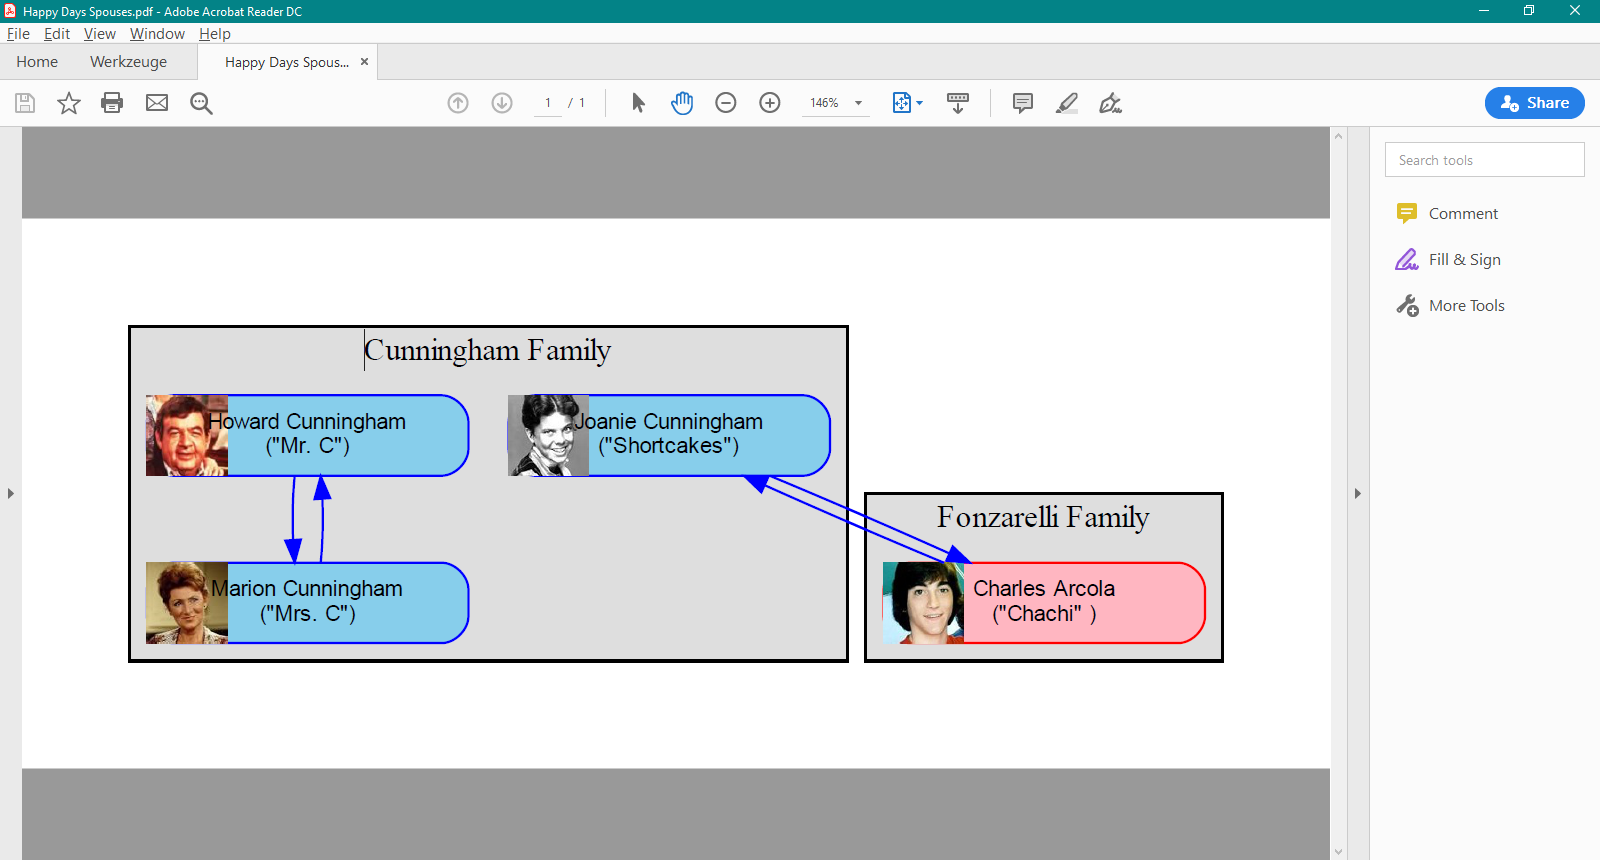 Happy Days Spouses.pdf - Adobe Acrobat Reader DC
File Edit View Window Help
Home Werkzeuge Happy Days Spous... ×
1 / 1 146% Share
Search tools
Comment
Fill & Sign
More Tools
Cunningham Family
Howard Cunningham
("Mr. C")
Joanie Cunningham
("Shortcakes")
Marion Cunningham
("Mrs. C")
Fonzarelli Family
Charles Arcola
("Chachi" )